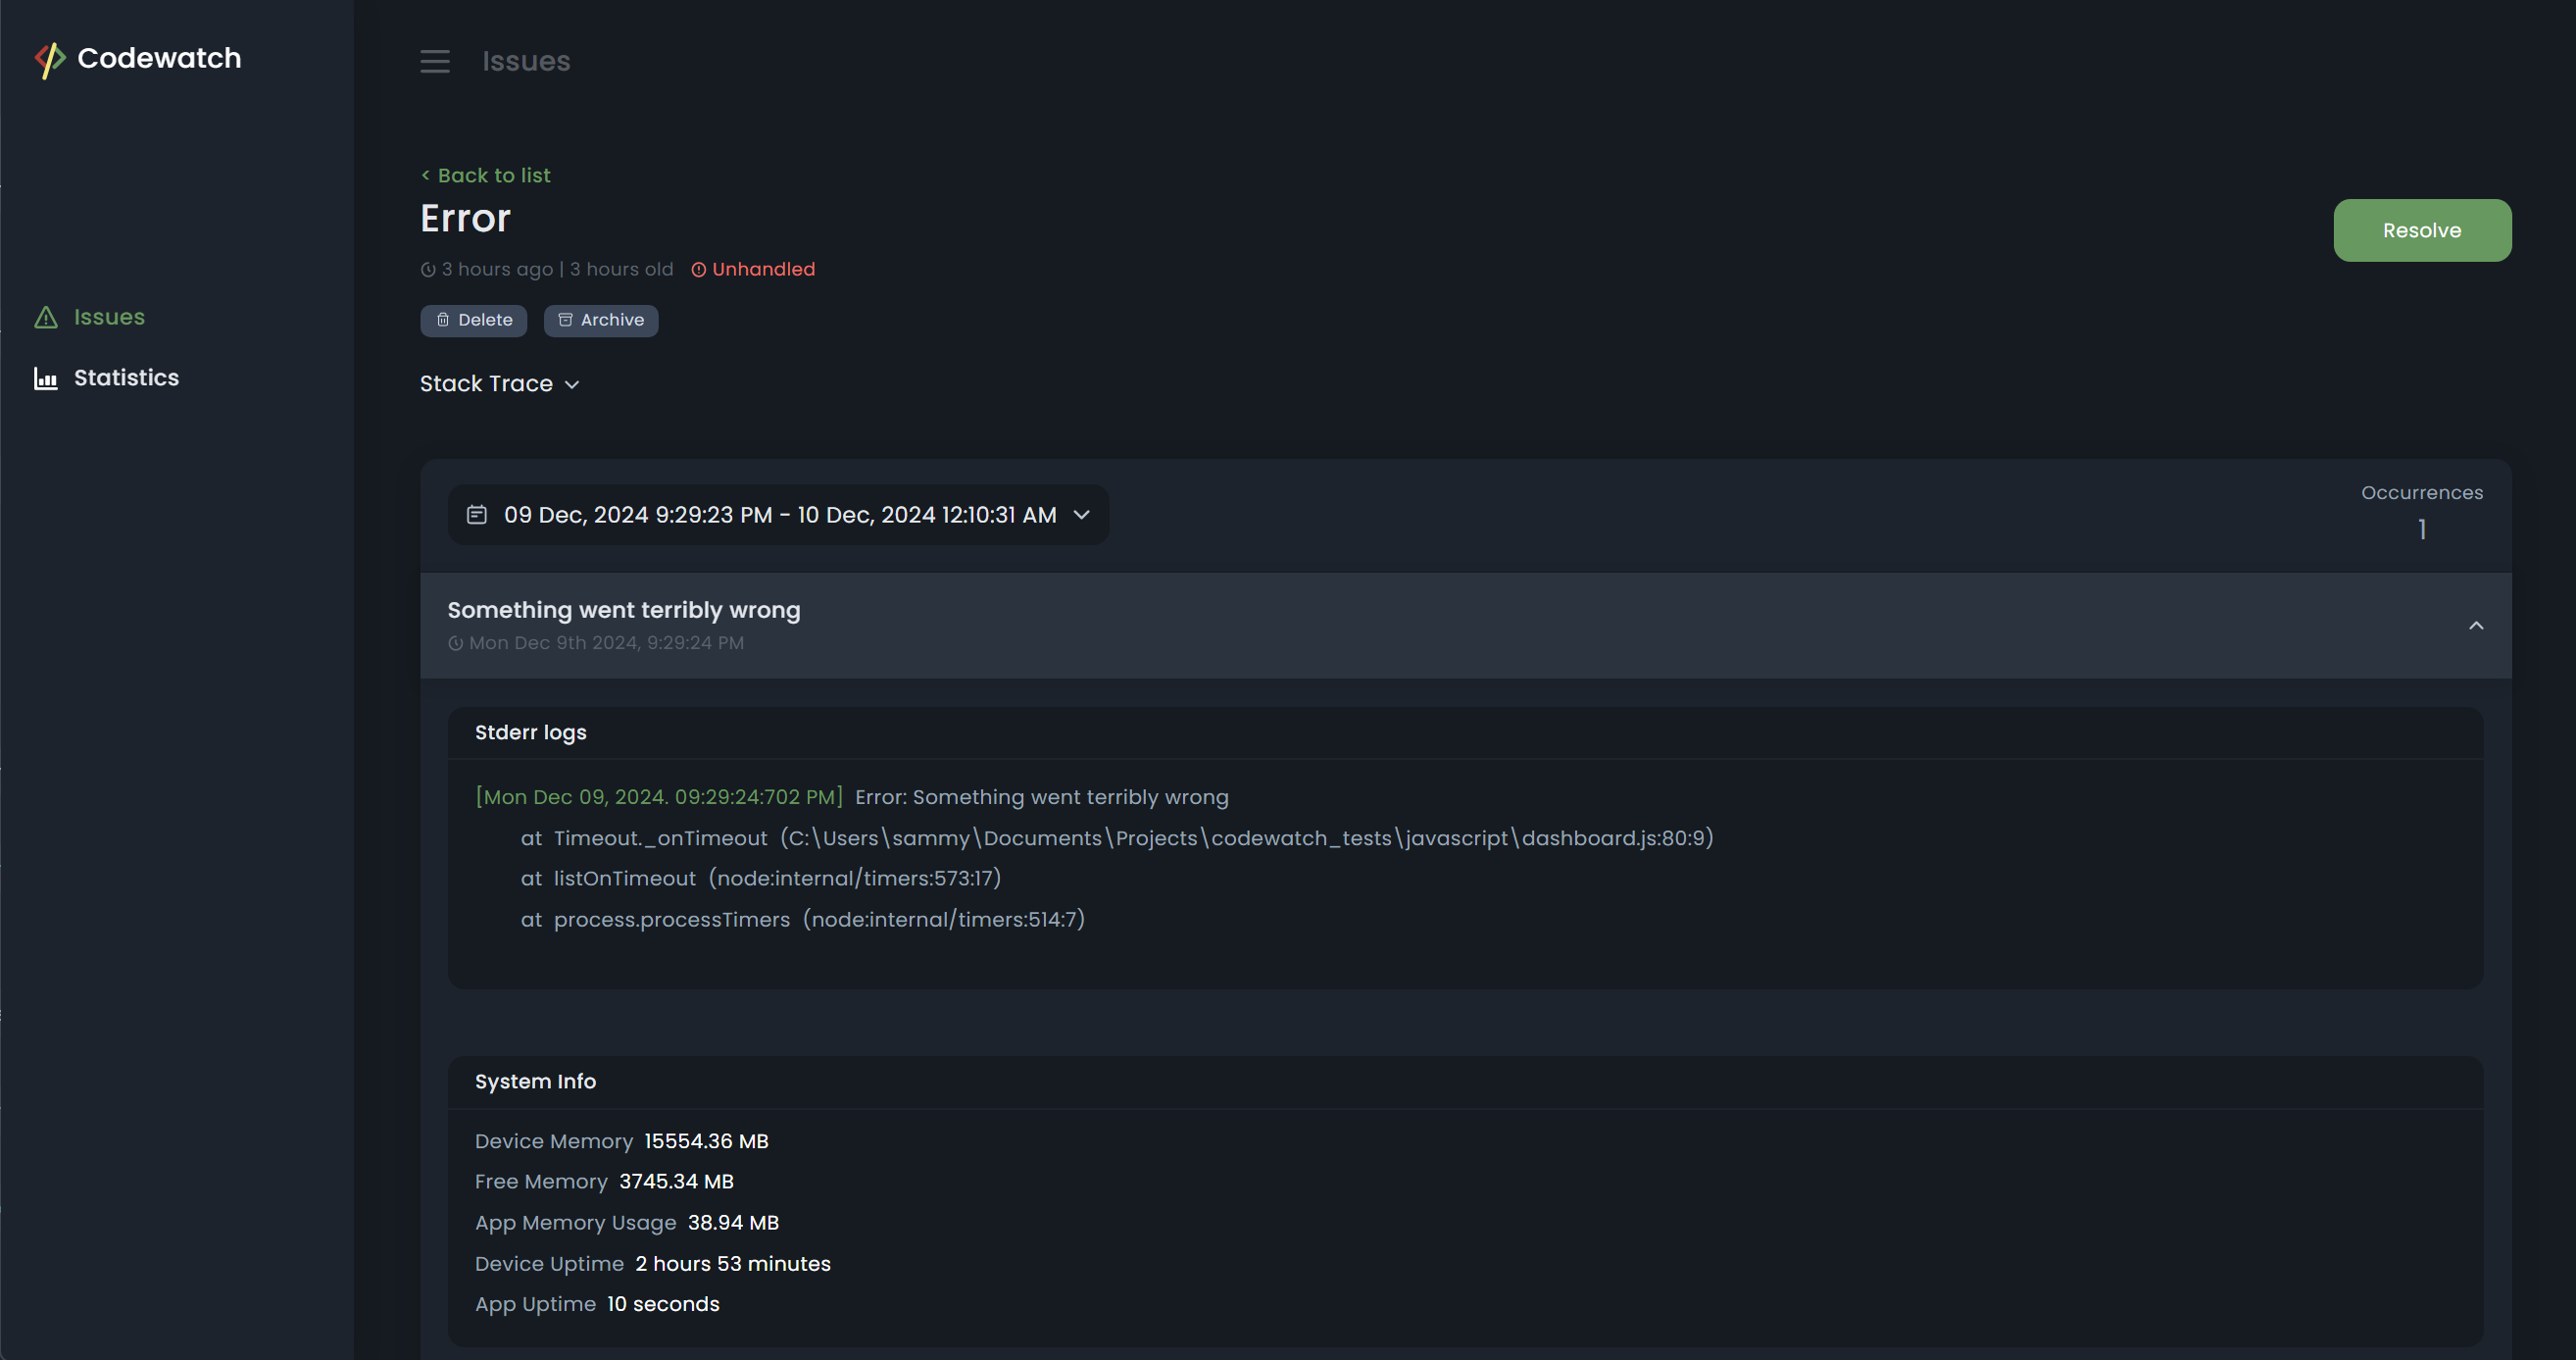 Codewatch
Issues
Issues
Statistics
< Back to list
Error
3 hours ago | 3 hours old Unhandled
Resolve
Delete Archive
Stack Trace
09 Dec, 2024 9:29:23 PM - 10 Dec, 2024 12:10:31 AM
Occurrences
1
Something went terribly wrong
Mon Dec 9th 2024, 9:29:24 PM
Stderr logs
[Mon Dec 09, 2024. 09:29:24:702 PM] Error: Something went terribly wrong
at Timeout._onTimeout (C:\Users\sammy\Documents\Projects\codewatch_tests\javascript\dashboard.js:80:9)
at listOnTimeout (node:internal/timers:573:17)
at process.processTimers (node:internal/timers:514:7)
System Info
Device Memory 15554.36 MB
Free Memory 3745.34 MB
App Memory Usage 38.94 MB
Device Uptime 2 hours 53 minutes
App Uptime 10 seconds